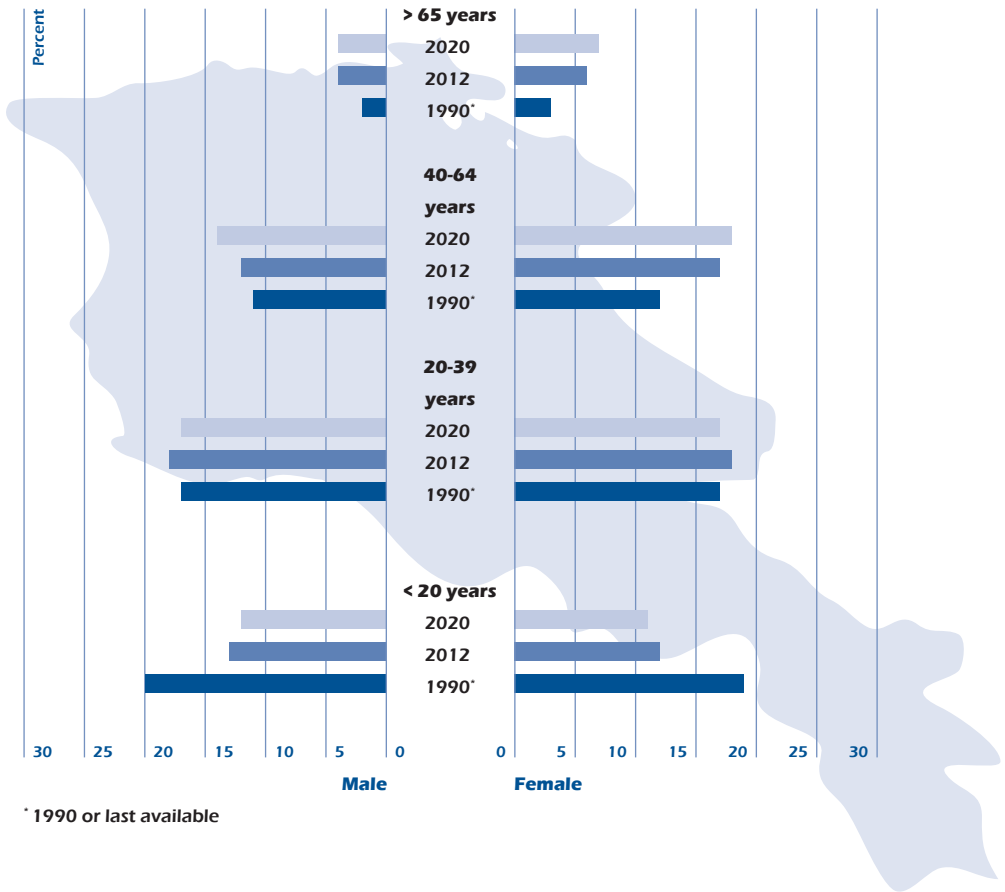 Percent
> 65 years
2020
2012
1990*
40-64
years
2020
2012
1990*
20-39
years
2020
2012
1990*
< 20 years
2020
2012
1990*
30 25 20 15 10 5 0 0 5 10 15 20 25 30
Male Female
* 1990 or last available